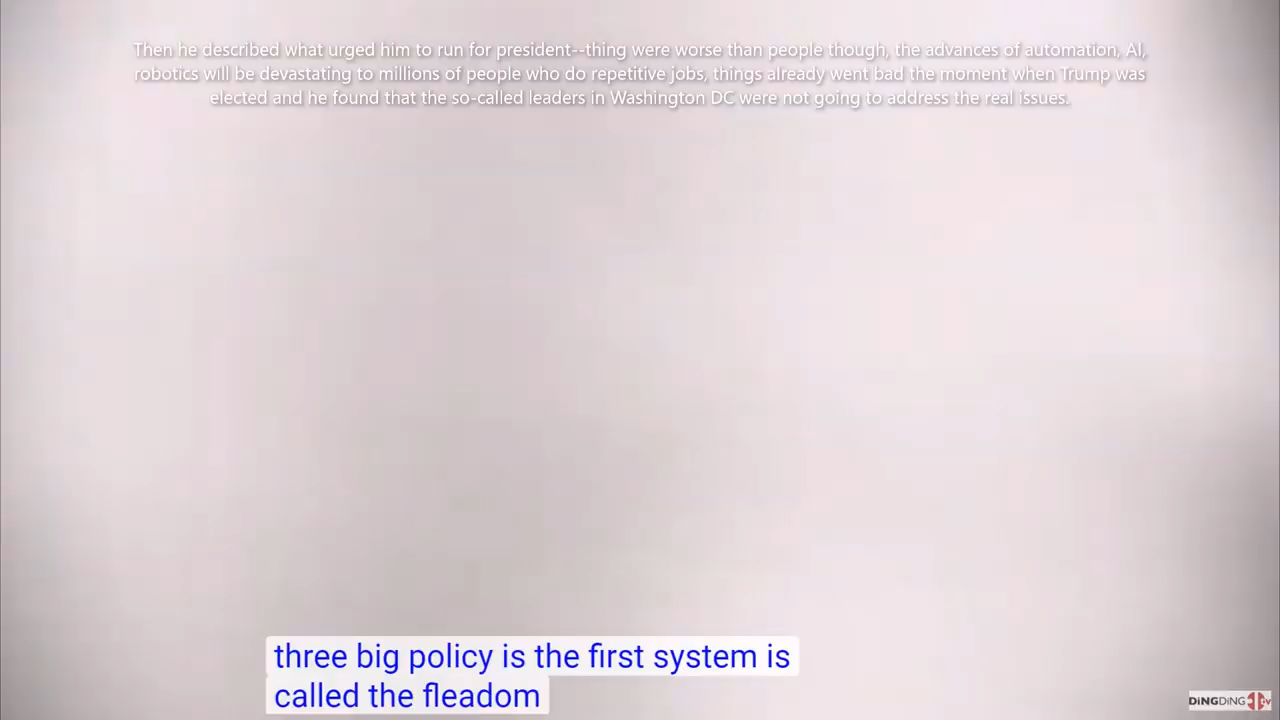 Then he described what urged him to run for president--thing were worse than people though, the advances of automation, AI,
robotics will be devastating to millions of people who do repetitive jobs, things already went bad the moment when Trump was
elected and he found that the so-called leaders in Washington DC were not going to address the real issues.
three big policy is the first system is
called the fleadom
DiNGDiNG TV